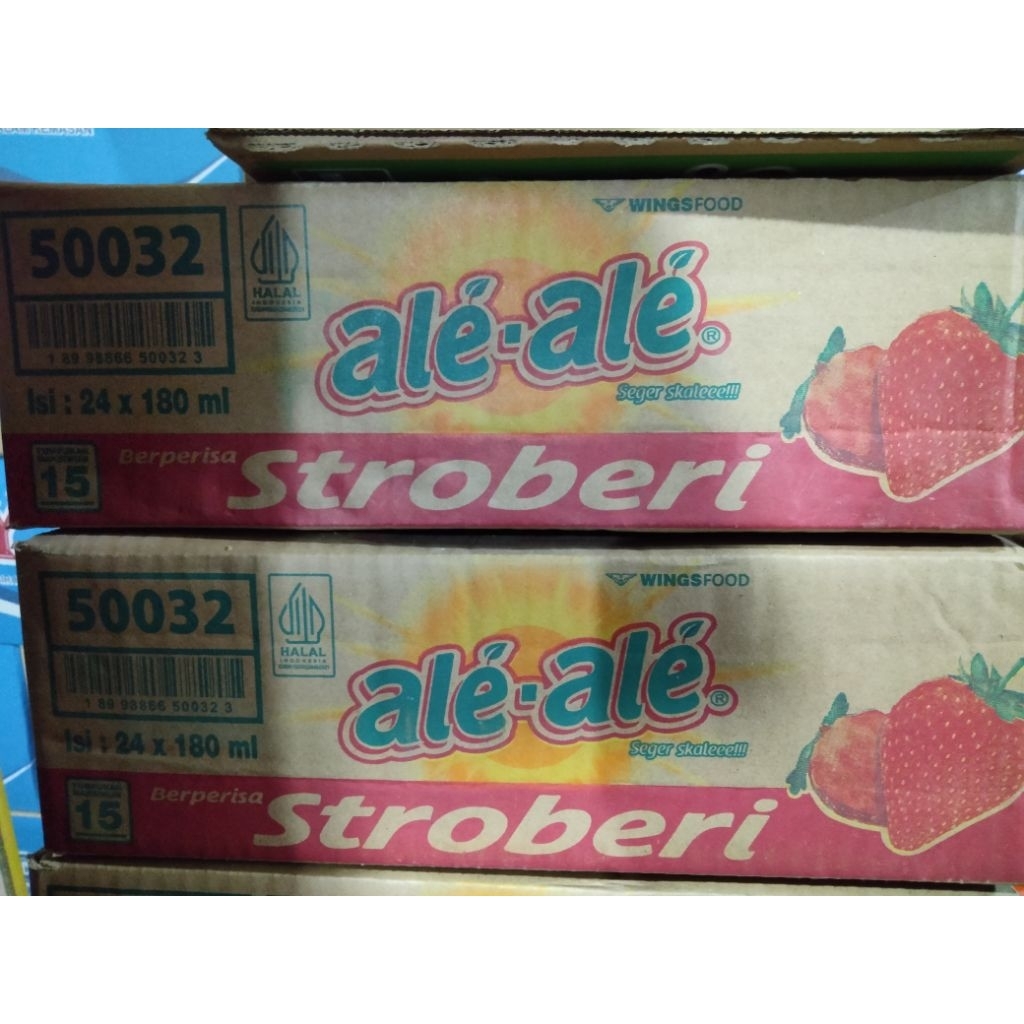 50032
HALAL
INDONESIA
1 89 98866 50032 3
Isi : 24 x 180 ml
WINGSFOOD
alé-alé®
Seger skaleee!!!
15
Berperisa
Stroberi
50032
HALAL
INDONESIA
1 89 98866 50032 3
Isi : 24 x 180 ml
WINGSFOOD
alé-alé®
Seger skaleee!!!
15
Berperisa
Stroberi